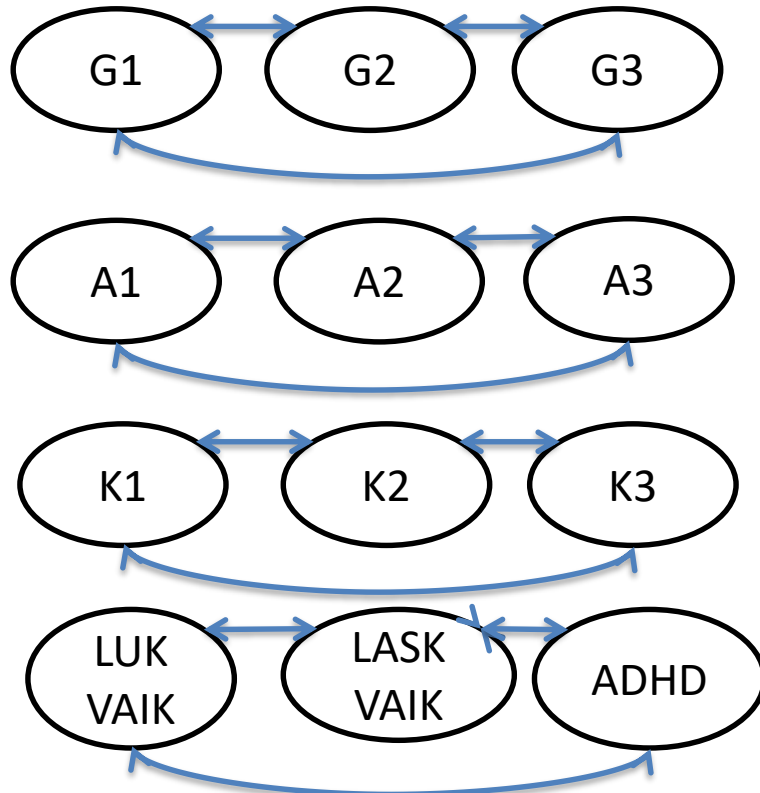 G1 G2 G3
A1 A2 A3
K1 K2 K3
LUK
VAIK
LASK
VAIK
ADHD